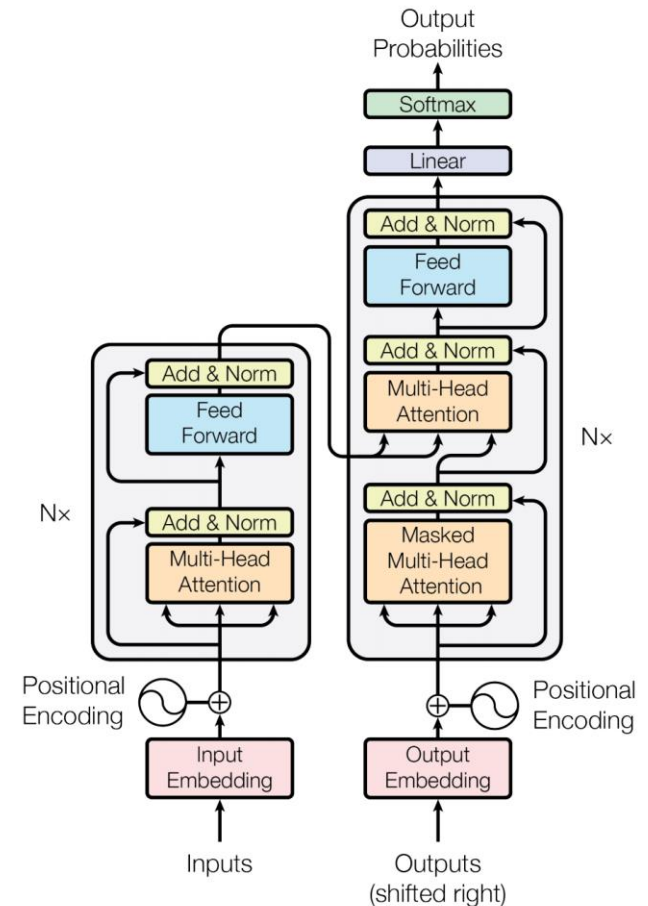 Output
Probabilities
Softmax
Linear
Add & Norm
Feed
Forward
Add & Norm
Multi-Head
Attention
Add & Norm
Masked
Multi-Head
Attention
Nx
Add & Norm
Feed
Forward
Add & Norm
Multi-Head
Attention
Nx
Positional
Encoding
Positional
Encoding
Input
Embedding
Output
Embedding
Inputs
Outputs
(shifted right)